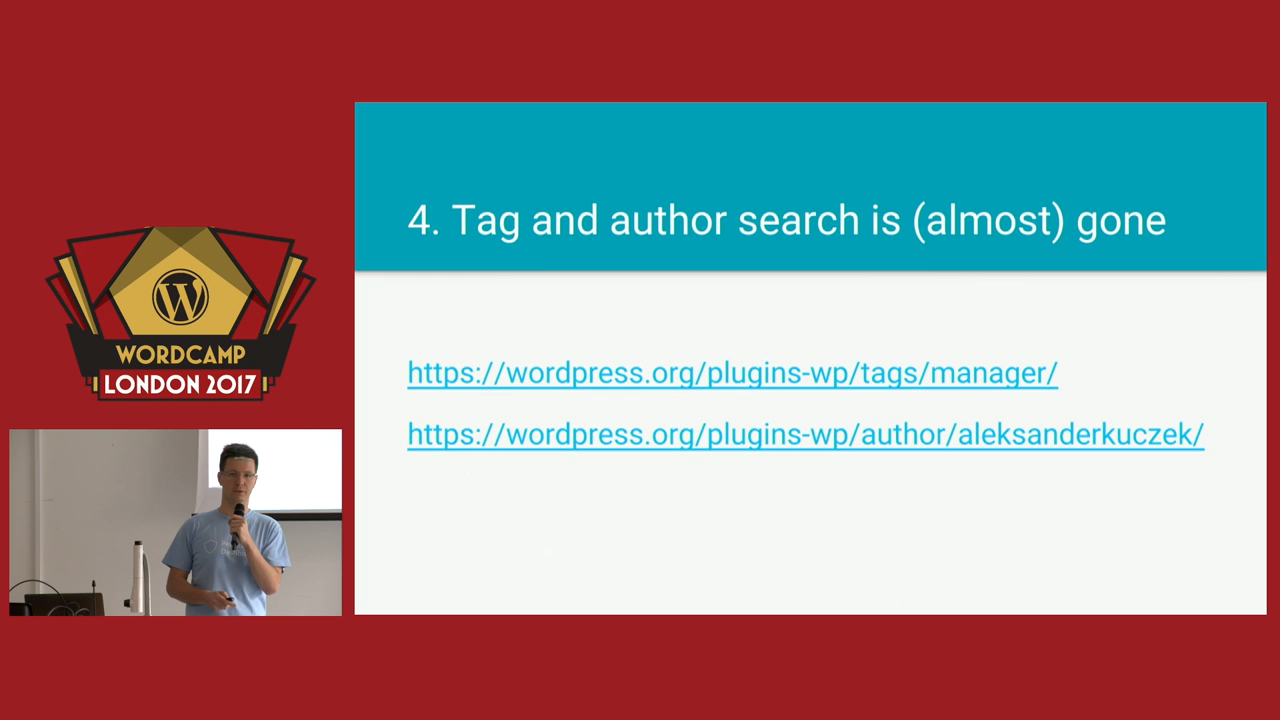 4. Tag and author search is (almost) gone
https://wordpress.org/plugins-wp/tags/manager/
https://wordpress.org/plugins-wp/author/aleksanderkuczek/
W
WORDCAMP
LONDON 2017